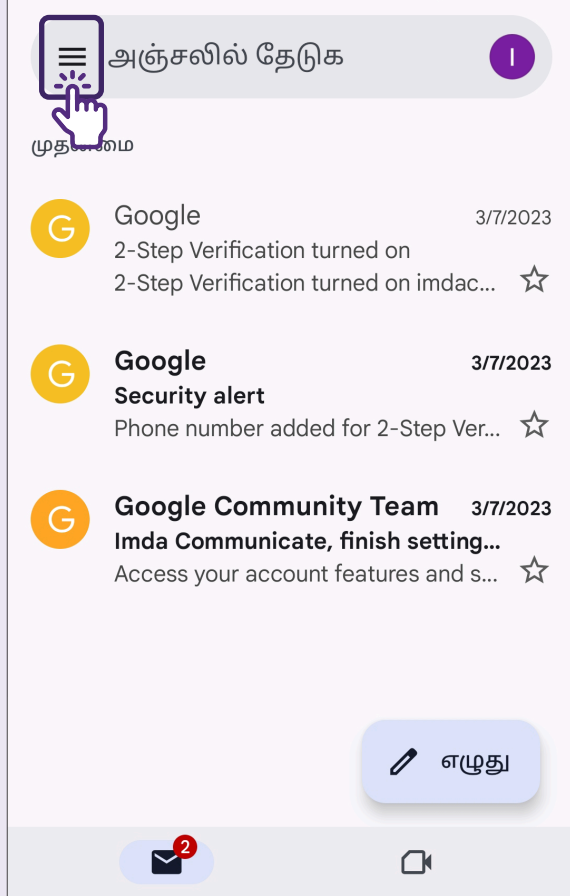 அஞ்சலில் தேடுக
I
முதன்மை
G
Google
3/7/2023
2-Step Verification turned on
2-Step Verification turned on imdac...
G
Google
3/7/2023
Security alert
Phone number added for 2-Step Ver...
G
Google Community Team
3/7/2023
Imda Communicate, finish setting...
Access your account features and s...
எழுது
2